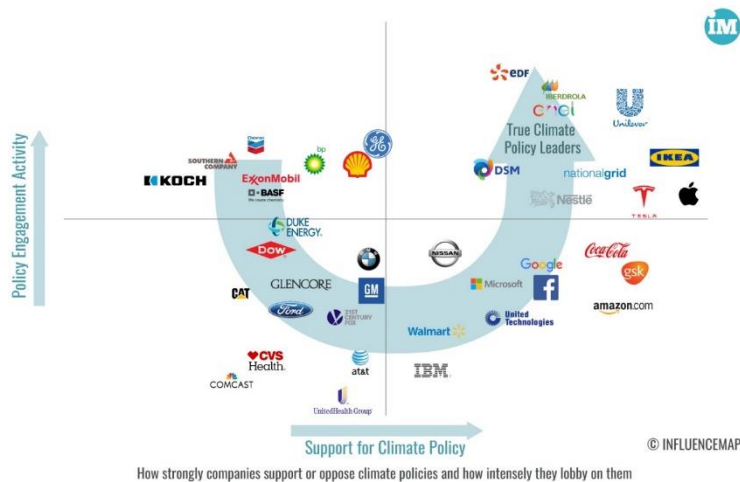 IM
eDF
IBERDROLA
enel
Unilever
True Climate
Policy Leaders
Chevron
SOUTHERN
COMPANY
bp
GE
KOCH
ExxonMobil
BASF
We create chemistry
DSM
nationalgrid
IKEA
Nestlé
TESLA
DUKE
ENERGY®
Dow
NISSAN
Google
Coca-Cola
gsk
CAT
GLENCORE
GM
Microsoft
Ford
21ST
CENTURY
FOX
Walmart
United
Technologies
amazon.com
CVS
Health®
COMCAST
at&t
IBM®
UnitedHealth Group®
Policy Engagement Activity
Support for Climate Policy
© INFLUENCEMAP
How strongly companies support or oppose climate policies and how intensely they lobby on them